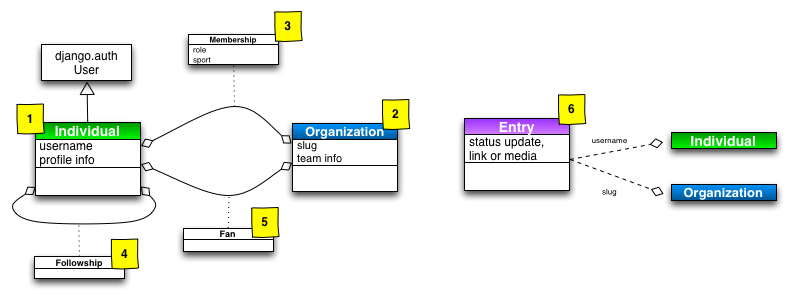 3
Membership
role
sport
django.auth
User
1
Individual
username
profile info
2
Organization
slug
team info
5
Fan
4
Followship
6
Entry
status update,
link or media
username
Individual
slug
Organization